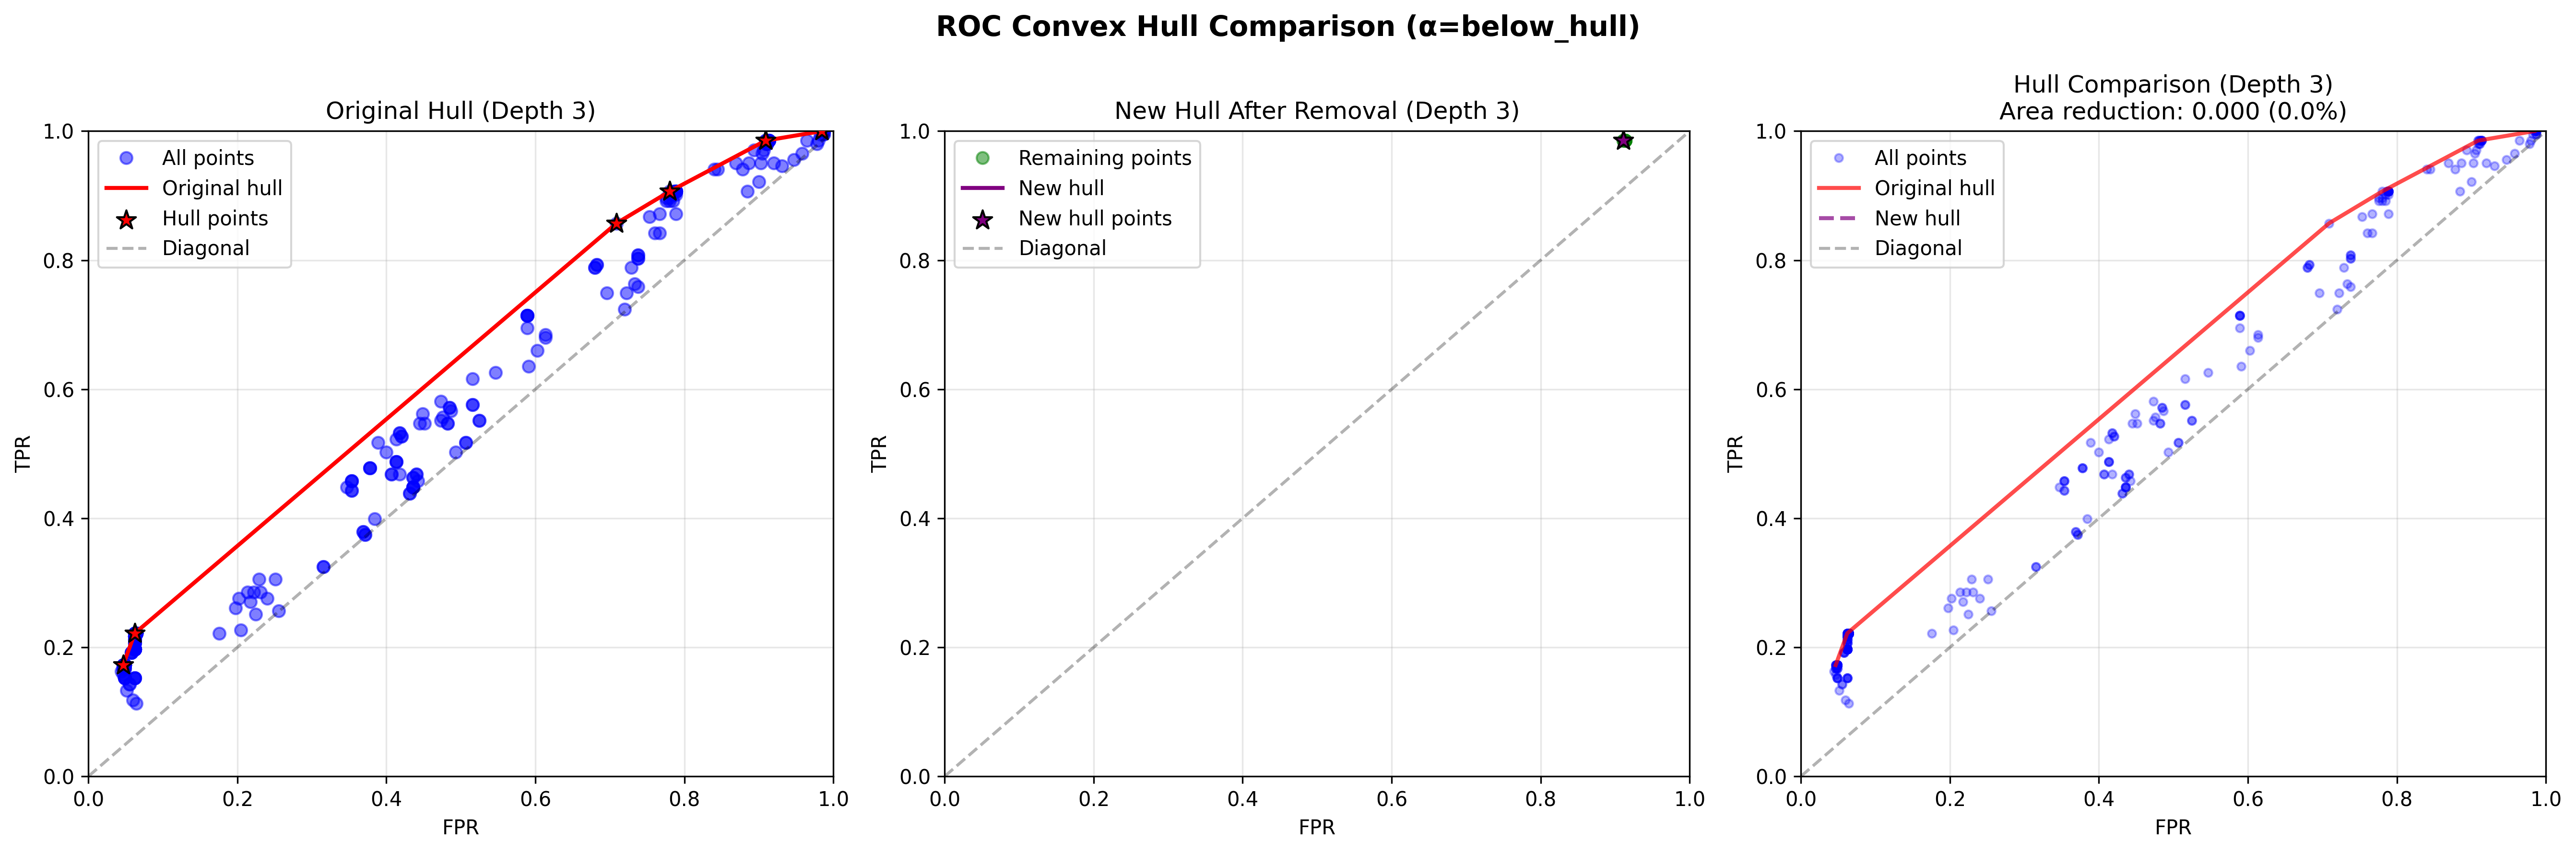 ROC Convex Hull Comparison (α=below_hull)
Original Hull (Depth 3)
1.0
0.8
0.6
0.4
0.2
0.0
TPR
All points
Original hull
Hull points
Diagonal
0.0 0.2 0.4 0.6 0.8 1.0
FPR
New Hull After Removal (Depth 3)
1.0
0.8
0.6
0.4
0.2
0.0
TPR
Remaining points
New hull
New hull points
Diagonal
0.0 0.2 0.4 0.6 0.8 1.0
FPR
Hull Comparison (Depth 3)
Area reduction: 0.000 (0.0%)
1.0
0.8
0.6
0.4
0.2
0.0
TPR
All points
Original hull
New hull
Diagonal
0.0 0.2 0.4 0.6 0.8 1.0
FPR